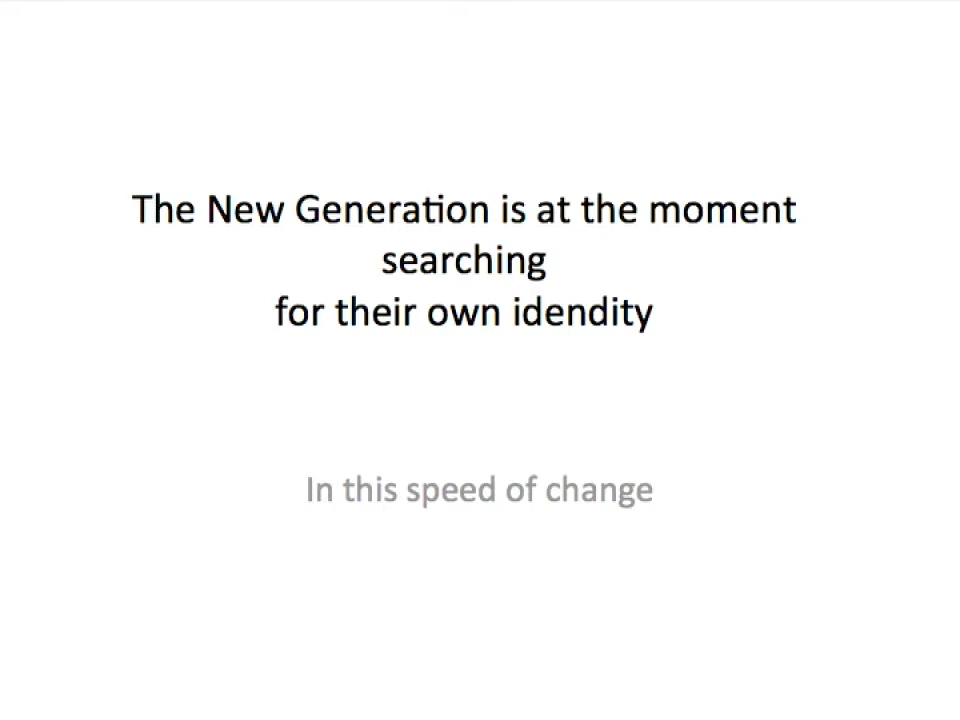 The New Generation is at the moment
searching
for their own idendity
In this speed of change